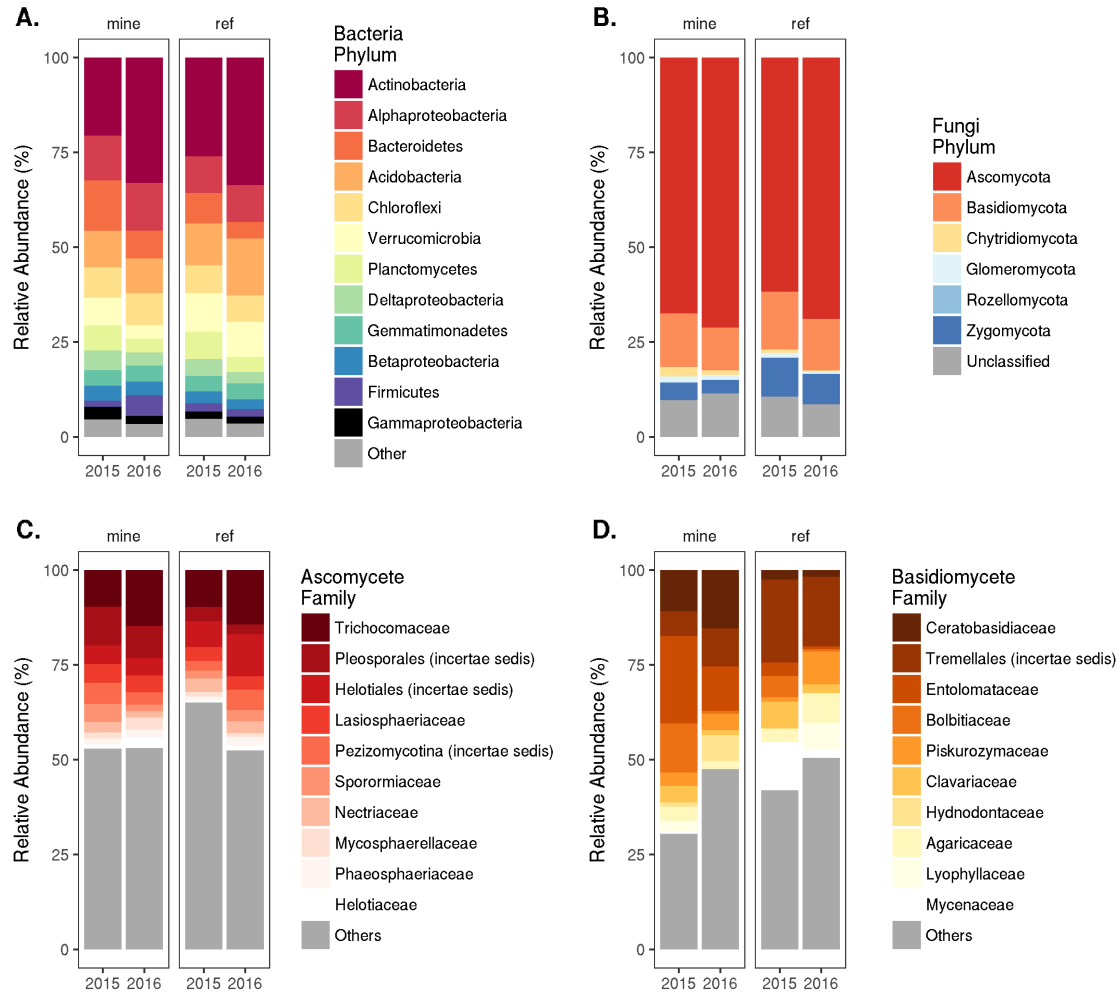 A.
mine ref
Relative Abundance (%)
100
75
50
25
0
2015 2016 2015 2016
Bacteria
Phylum
Actinobacteria
Alphaproteobacteria
Bacteroidetes
Acidobacteria
Chloroflexi
Verrucomicrobia
Planctomycetes
Deltaproteobacteria
Gemmatimonadetes
Betaproteobacteria
Firmicutes
Gammaproteobacteria
Other
B.
mine ref
Relative Abundance (%)
100
75
50
25
0
2015 2016 2015 2016
Fungi
Phylum
Ascomycota
Basidiomycota
Chytridiomycota
Glomeromycota
Rozellomycota
Zygomycota
Unclassified
C.
mine ref
Relative Abundance (%)
100
75
50
25
0
2015 2016 2015 2016
Ascomycete
Family
Trichocomaceae
Pleosporales (incertae sedis)
Helotiales (incertae sedis)
Lasiosphaeriaceae
Pezizomycotina (incertae sedis)
Sporormiaceae
Nectriaceae
Mycosphaerellaceae
Phaeosphaeriaceae
Helotiaceae
Others
D.
mine ref
Relative Abundance (%)
100
75
50
25
0
2015 2016 2015 2016
Basidiomycete
Family
Ceratobasidiaceae
Tremellales (incertae sedis)
Entolomataceae
Bolbitiaceae
Piskurozymaceae
Clavariaceae
Hydnodontaceae
Agaricaceae
Lyophyllaceae
Mycenaceae
Others